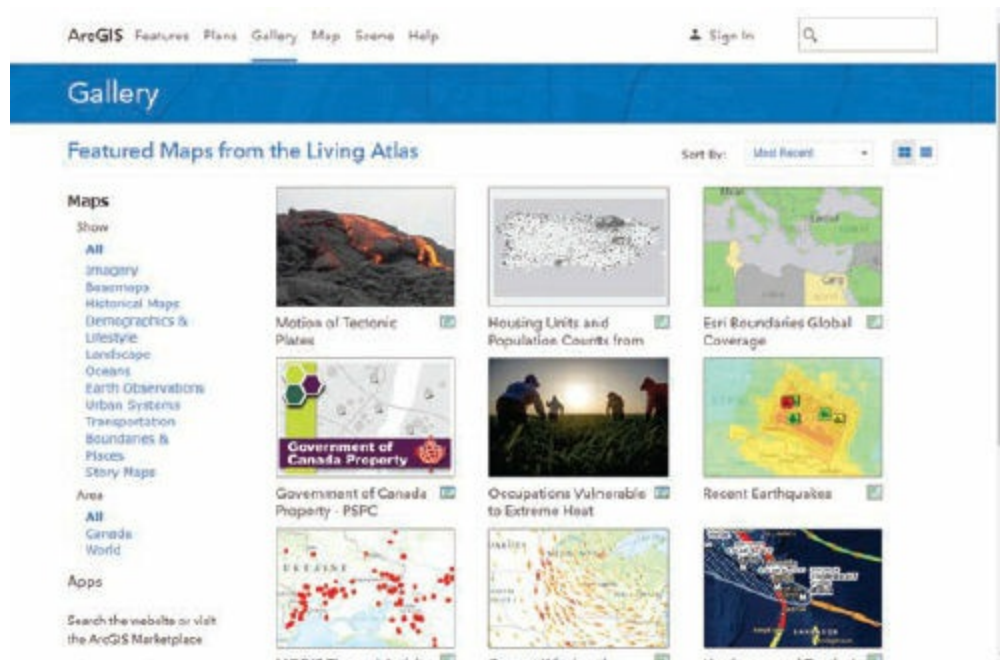 ArcGIS Features Plans Gallery Map Scene Help
Sign In
Gallery
Featured Maps from the Living Atlas
Sort By: Most Recent
Maps
Show
All
Imagery
Basemaps
Historical Maps
Demographics &
Lifestyle
Landscape
Oceans
Earth Observations
Urban Systems
Transportation
Boundaries &
Places
Story Maps
Area
All
Canada
World
Apps
Search the website or visit
the ArcGIS Marketplace
Motion of Tectonic
Plates
Housing Units and
Population Counts from
Esri Boundaries Global
Coverage
Government of
Canada Property
Government of Canada
Property - PSPC
Occupations Vulnerable
to Extreme Heat
Recent Earthquakes
UKRAINE